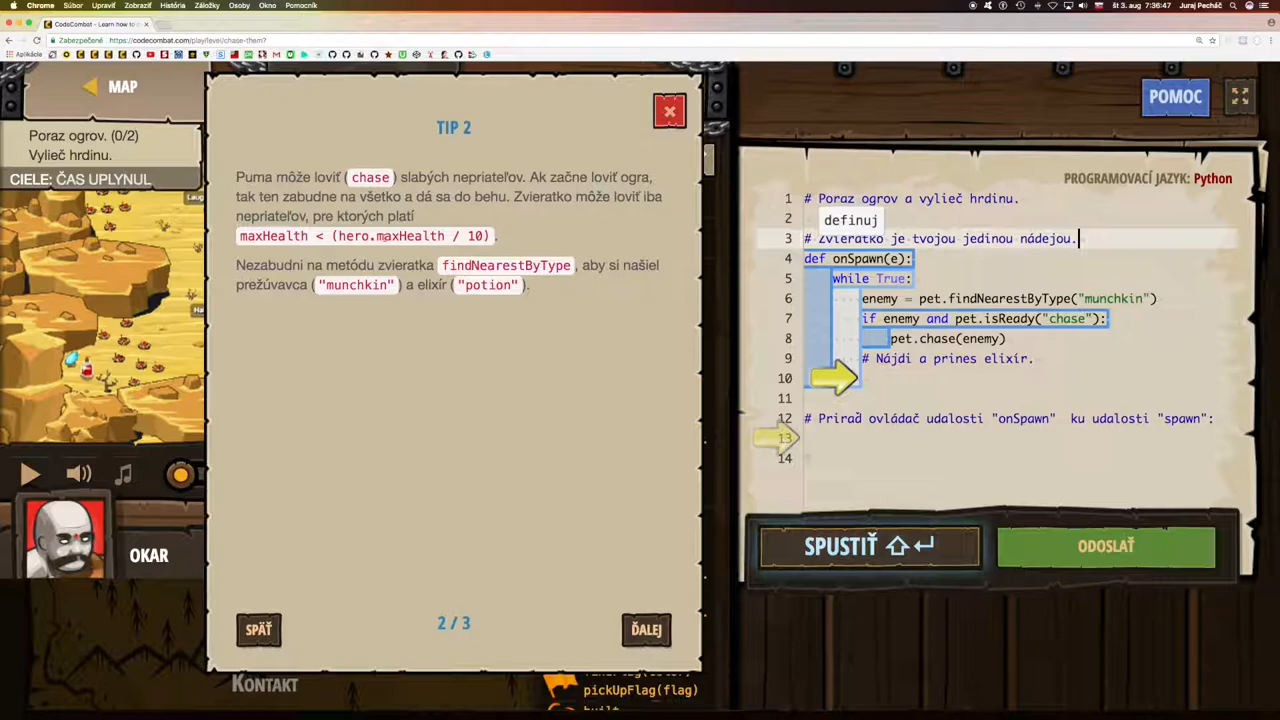 Chrome Súbor Upraviť Zobraziť História Záložky Osoby Okno Pomocník
št 3. aug 7:36:47 Juraj Pecháč
CodeCombat - Learn how to
Zabezpečené https://codecombat.com/play/level/chase-them?
Aplikácie
MAP
Poraz ogrov. (0/2)
Vylieč hrdinu.
CIELE: ČAS UPLYNUL
OKAR
TIP 2
Puma môže loviť (chase) slabých nepriateľov. Ak začne loviť ogra,
tak ten zabudne na všetko a dá sa do behu. Zvieratko môže loviť iba
nepriateľov, pre ktorých platí
maxHealth < (hero.maxHealth / 10).
Nezabudni na metódu zvieratka findNearestByType, aby si našiel
prežúvavca ("munchkin") a elixír ("potion").
SPÄŤ
2 / 3
ĎALEJ
KONTAKT
pickUpFlag(flag)
POMOC
PROGRAMOVACÍ JAZYK: Python
1 # Poraz ogrov a vylieč hrdinu.
2
definuj
3 # Zvieratko je tvojou jedinou nádejou.
4 def onSpawn(e):
5 while True:
6 enemy = pet.findNearestByType("munchkin")
7 if enemy and pet.isReady("chase"):
8 pet.chase(enemy)
9 # Nájdi a prines elixír.
10
11
12 # Priraď ovládač udalosti "onSpawn" ku udalosti "spawn":
13
14
SPUSTIŤ
ODOSLAŤ